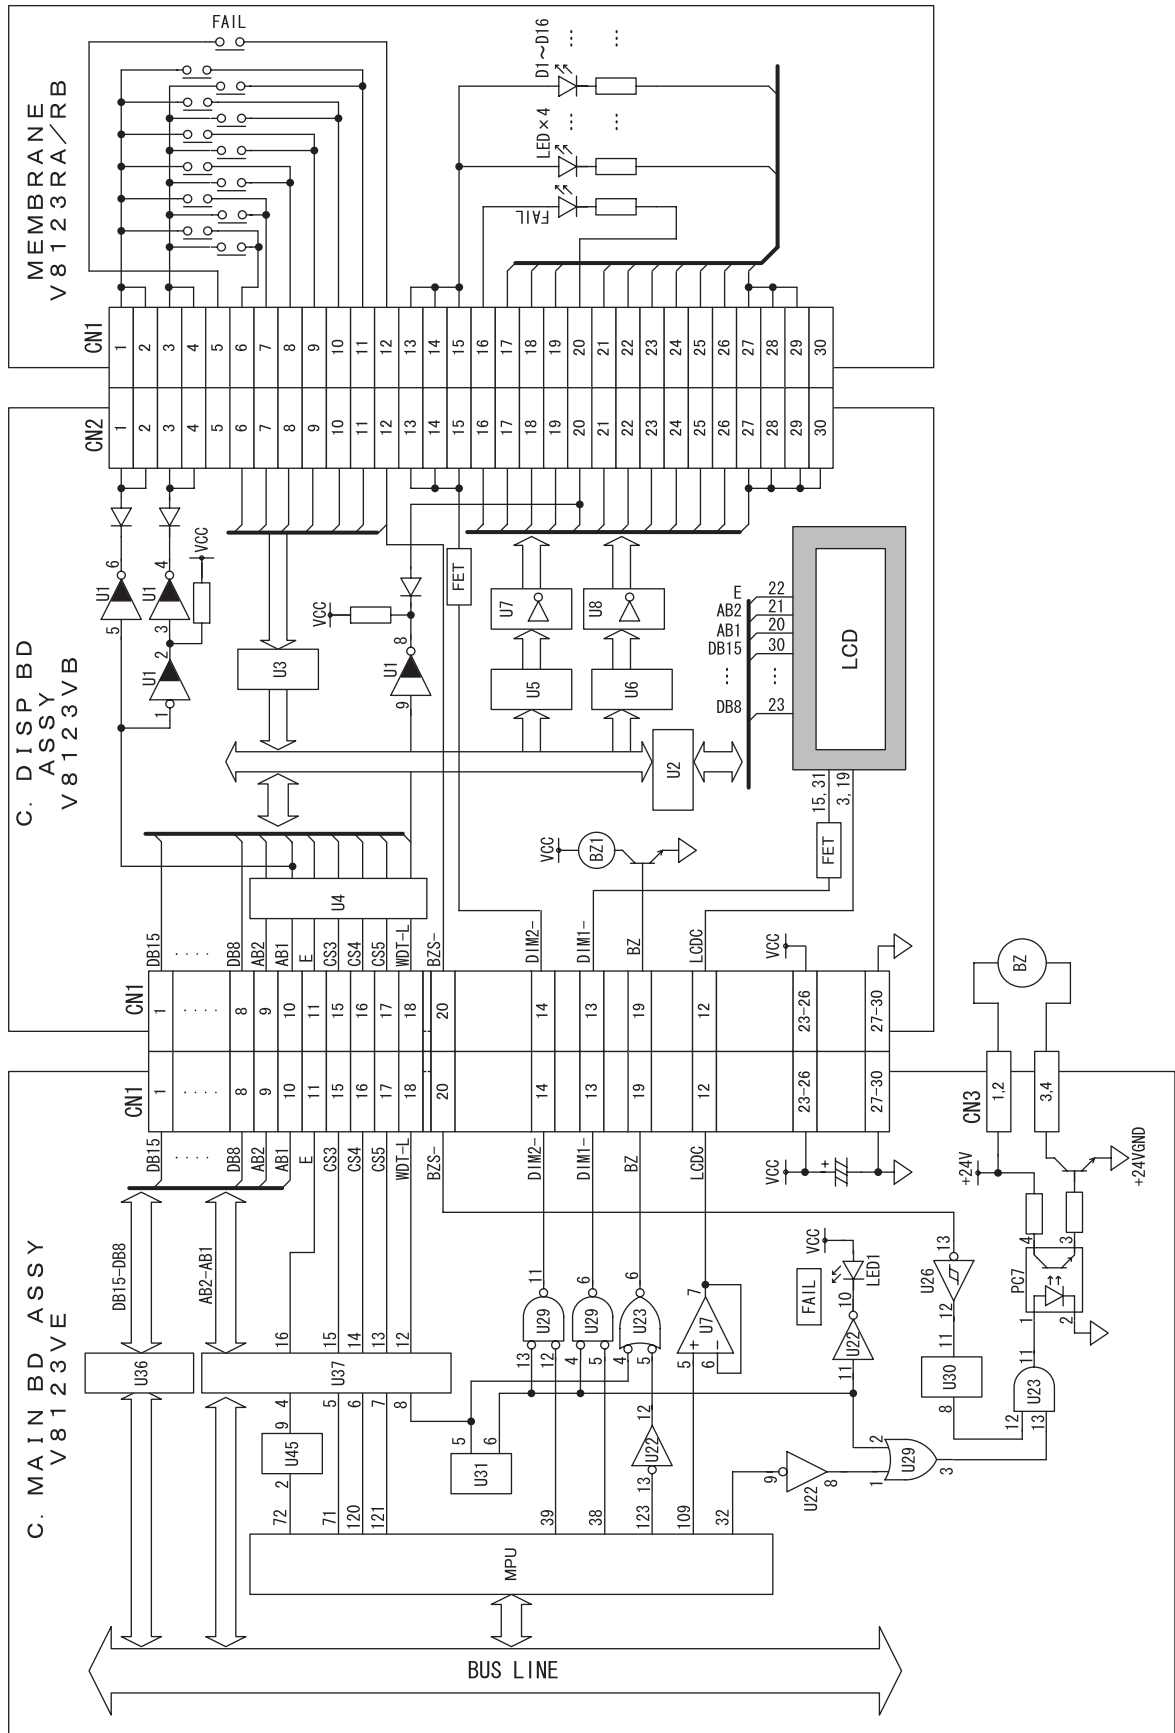 MEMBRANE
V8123RA/RB
FAIL
D1~D16
...
...
LED×4
...
...
FAIL
CN1
1
2
3
4
5
6
7
8
9
10
11
12
13
14
15
16
17
18
19
20
21
22
23
24
25
26
27
28
29
30
C. DISP BD
ASSY
V8123VB
CN2
1
2
3
4
5
6
7
8
9
10
11
12
13
14
15
16
17
18
19
20
21
22
23
24
25
26
27
28
29
30
U1
5
6
U1
3
4
U1
1
2
VCC
U3
VCC
U1
9
8
FET
U7
U8
U5
U6
U2
E
22
AB2
21
AB1
20
DB15
30
...
...
DB8
23
LCD
15, 31
3, 19
FET
VCC
BZ1
U4
DB15
....
DB8
AB2
AB1
E
CS3
CS4
CS5
WDT-L
BZS-
DIM2-
DIM1-
BZ
LCDC
VCC
CN1
1
....
8
9
10
11
15
16
17
18
20
14
13
19
12
23-26
27-30
BZ
C. MAIN BD ASSY
V8123VE
CN1
1
....
8
9
10
11
15
16
17
18
20
14
13
19
12
23-26
27-30
CN3
1,2
3,4
DB15
....
DB8
AB2
AB1
E
CS3
CS4
CS5
WDT-L
BZS-
DIM2-
DIM1-
BZ
LCDC
VCC
+
+24V
+24VGND
DB15-DB8
AB2-AB1
U36
U37
16
15
14
13
12
4
5
6
7
8
U45
9
2
U31
5
6
U29
11
13
12
U29
6
4
5
U23
6
4
5
U22
12
13
U7
7
+
5
-
6
FAIL
VCC
LED1
U22
10
11
U26
13
12
U30
11
8
PC7
4
3
1
2
U23
11
12
13
U29
2
1
3
U22
9
8
72
71
120
121
39
38
123
109
32
MPU
BUS LINE